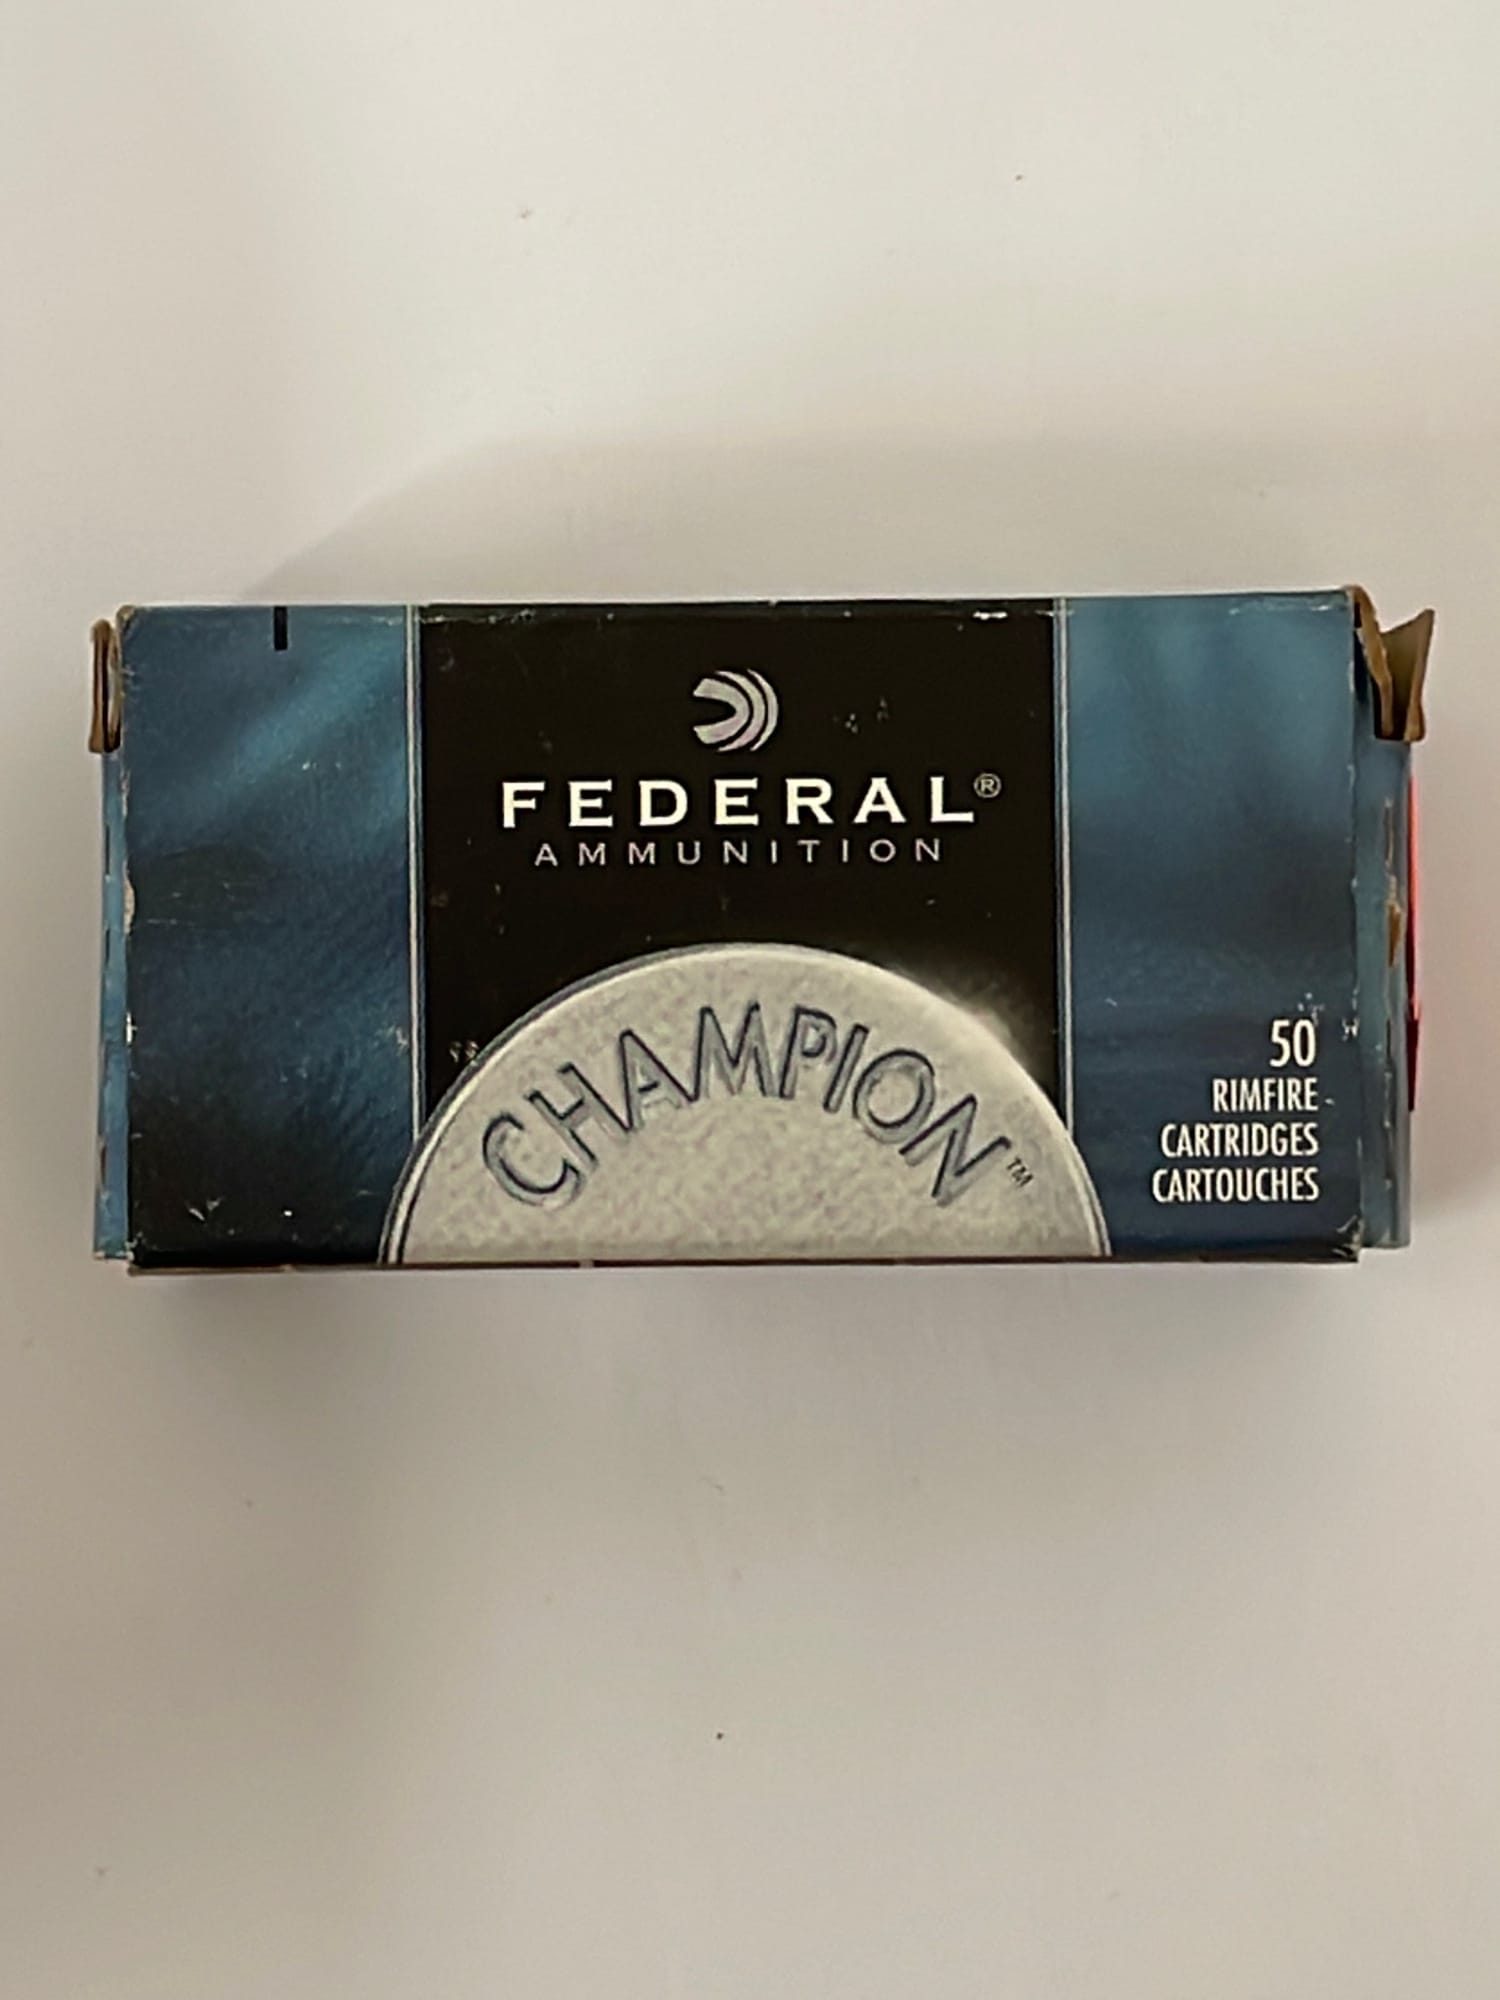 FEDERAL®
AMMUNITION
CHAMPION™
50
RIMFIRE
CARTRIDGES
CARTOUCHES